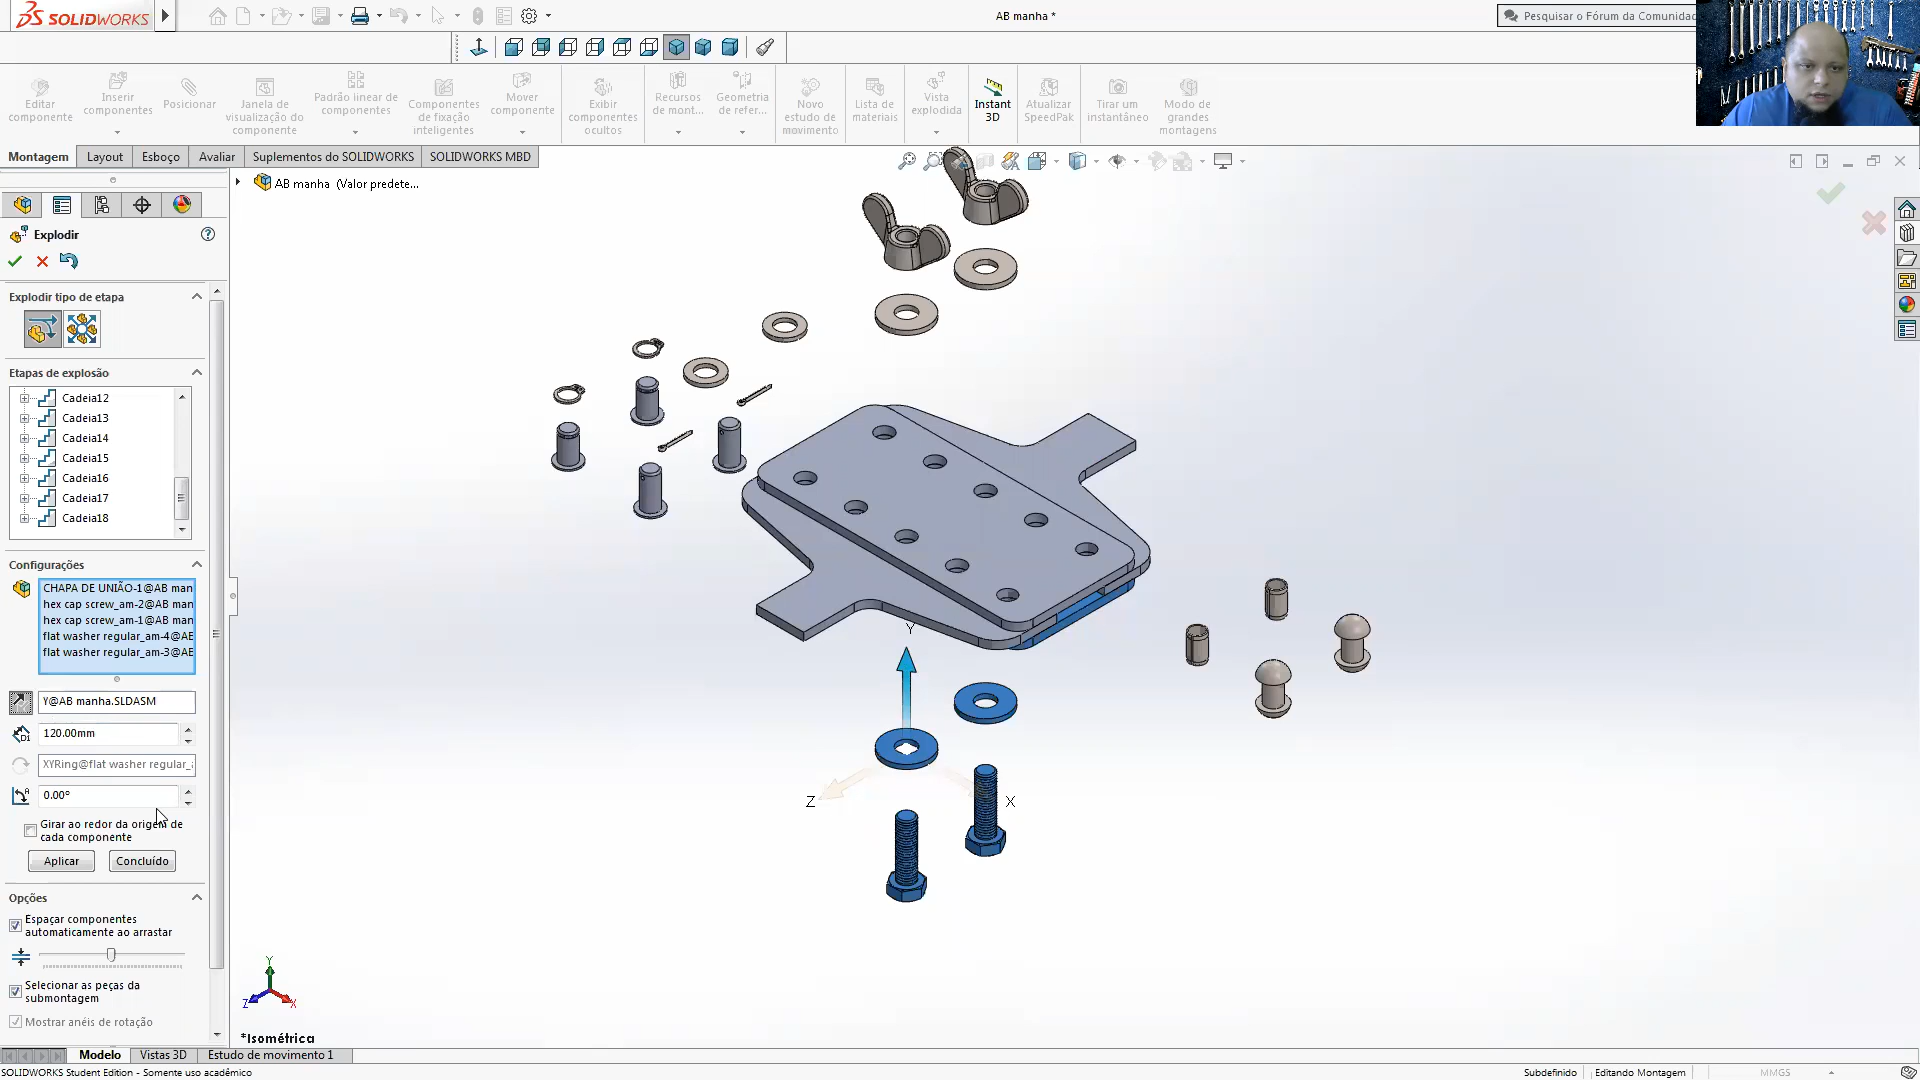 SOLIDWORKS
AB manha *
Pesquisar o Fórum da Comunidad
Editar componente
Inserir componentes
Posicionar
Janela de visualização do componente
Padrão linear de componentes
Componentes de fixação inteligentes
Mover componente
Exibir componentes ocultos
Recursos de mont...
Geometria de refer...
Novo estudo de movimento
Lista de materiais
Vista explodida
Instant 3D
Atualizar SpeedPak
Tirar um instantâneo
Modo de grandes montagens
Montagem
Layout
Esboço
Avaliar
Suplementos do SOLIDWORKS
SOLIDWORKS MBD
AB manha (Valor predete...
Explodir
Explodir tipo de etapa
Etapas de explosão
Cadeia12
Cadeia13
Cadeia14
Cadeia15
Cadeia16
Cadeia17
Cadeia18
Configurações
CHAPA DE UNIÃO-1@AB man
hex cap screw_am-2@AB man
hex cap screw_am-1@AB man
flat washer regular_am-4@AB
flat washer regular_am-3@AB
Y@AB manha.SLDASM
120.00mm
XYRing@flat washer regular_
0.00°
Girar ao redor da origem de
cada componente
Aplicar
Concluído
Opções
Espaçar componentes
automaticamente ao arrastar
Selecionar as peças da
submontagem
Mostrar anéis de rotação
Y
Z
X
Y
Z
X
*Isométrica
Modelo
Vistas 3D
Estudo de movimento 1
SOLIDWORKS Student Edition - Somente uso acadêmico
Subdefinido
Editando Montagem
MMGS